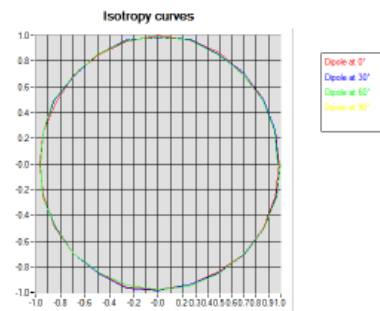 Isotropy curves
1.0
0.8
0.6
0.4
0.2
-0.0
-0.2
-0.4
-0.6
-0.8
-1.0
-1.0 -0.8 -0.6 -0.4 -0.2 -0.0 0.2 0.3 0.4 0.5 0.6 0.7 0.8 0.9 1.0
Dipole at 0°
Dipole at 30°
Dipole at 60°
Dipole at 90°